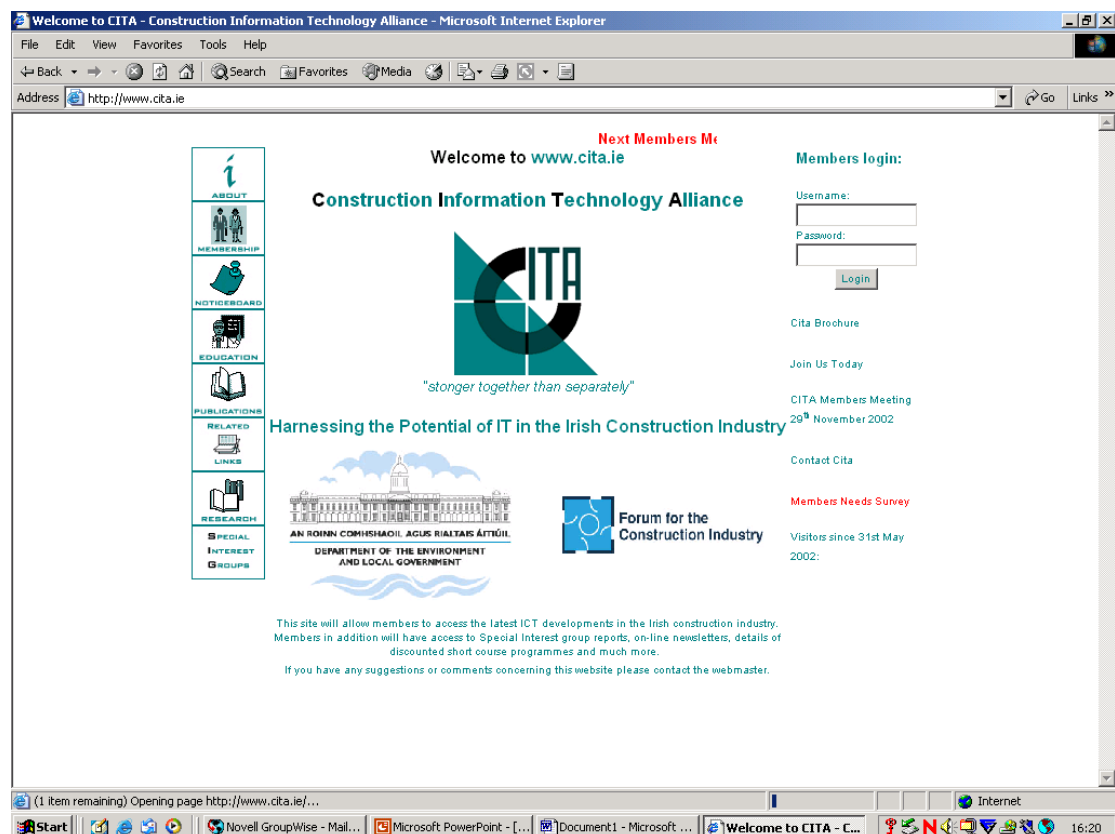 Welcome to CITA - Construction Information Technology Alliance - Microsoft Internet Explorer
File Edit View Favorites Tools Help
Back Search Favorites Media
Address http://www.cita.ie Go Links »
Next Members Me
Welcome to www.cita.ie
Construction Information Technology Alliance
CITA
"stonger together than separately"
Harnessing the Potential of IT in the Irish Construction Industry
i
ABOUT
MEMBERSHIP
NOTICEBOARD
EDUCATION
PUBLICATIONS
RELATED
LINKS
RESEARCH
SPECIAL
INTEREST
GROUPS
AN ROINN COMHSHAOIL AGUS RIALTAIS ÁITIÚIL
DEPARTMENT OF THE ENVIRONMENT
AND LOCAL GOVERNMENT
Forum for the
Construction Industry
This site will allow members to access the latest ICT developments in the Irish construction industry.
Members in addition will have access to Special Interest group reports, on-line newsletters, details of
discounted short course programmes and much more.
If you have any suggestions or comments concerning this website please contact the webmaster.
Members login:
Username:
Password:
Login
Cita Brochure
Join Us Today
CITA Members Meeting
29th November 2002
Contact Cita
Members Needs Survey
Visitors since 31st May
2002:
(1 item remaining) Opening page http://www.cita.ie/... Internet
Start Novell GroupWise - Mail... Microsoft PowerPoint - [... Document1 - Microsoft ... Welcome to CITA - C... N 16:20